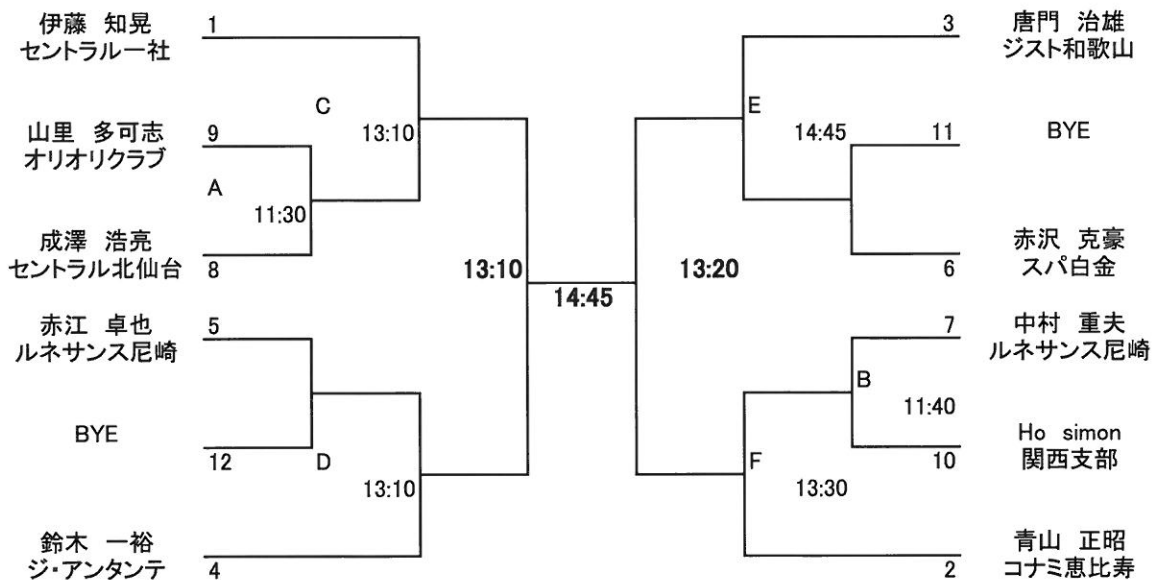 伊藤 知晃
セントラル一社
1
C
13:10
山里 多可志
オリオリクラブ
9
A
11:30
成澤 浩亮
セントラル北仙台
8
赤江 卓也
ルネサンス尼崎
5
BYE
12
D
13:10
鈴木 一裕
ジ・アンタンテ
4
13:10
14:45
13:20
唐門 治雄
ジスト和歌山
3
E
14:45
BYE
11
赤沢 克豪
スパ白金
6
中村 重夫
ルネサンス尼崎
7
B
11:40
Ho simon
関西支部
10
F
13:30
青山 正昭
コナミ恵比寿
2